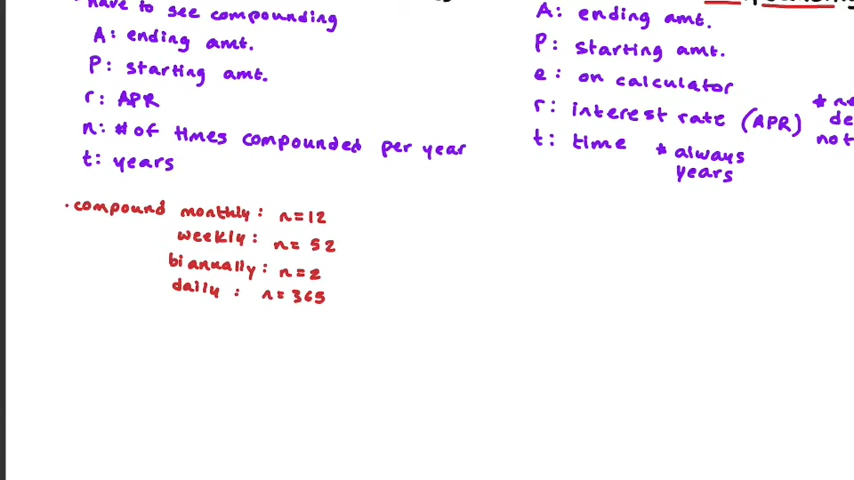 have to see compounding
A: ending amt.
P: starting amt.
r: APR
n: # of times compounded per year
t: years
· compound monthly: n=12
weekly: n= 52
biannually: n=2
daily: n=365
A: ending amt.
P: starting amt.
e: on calculator
r: interest rate (APR)
t: time * always
years
*